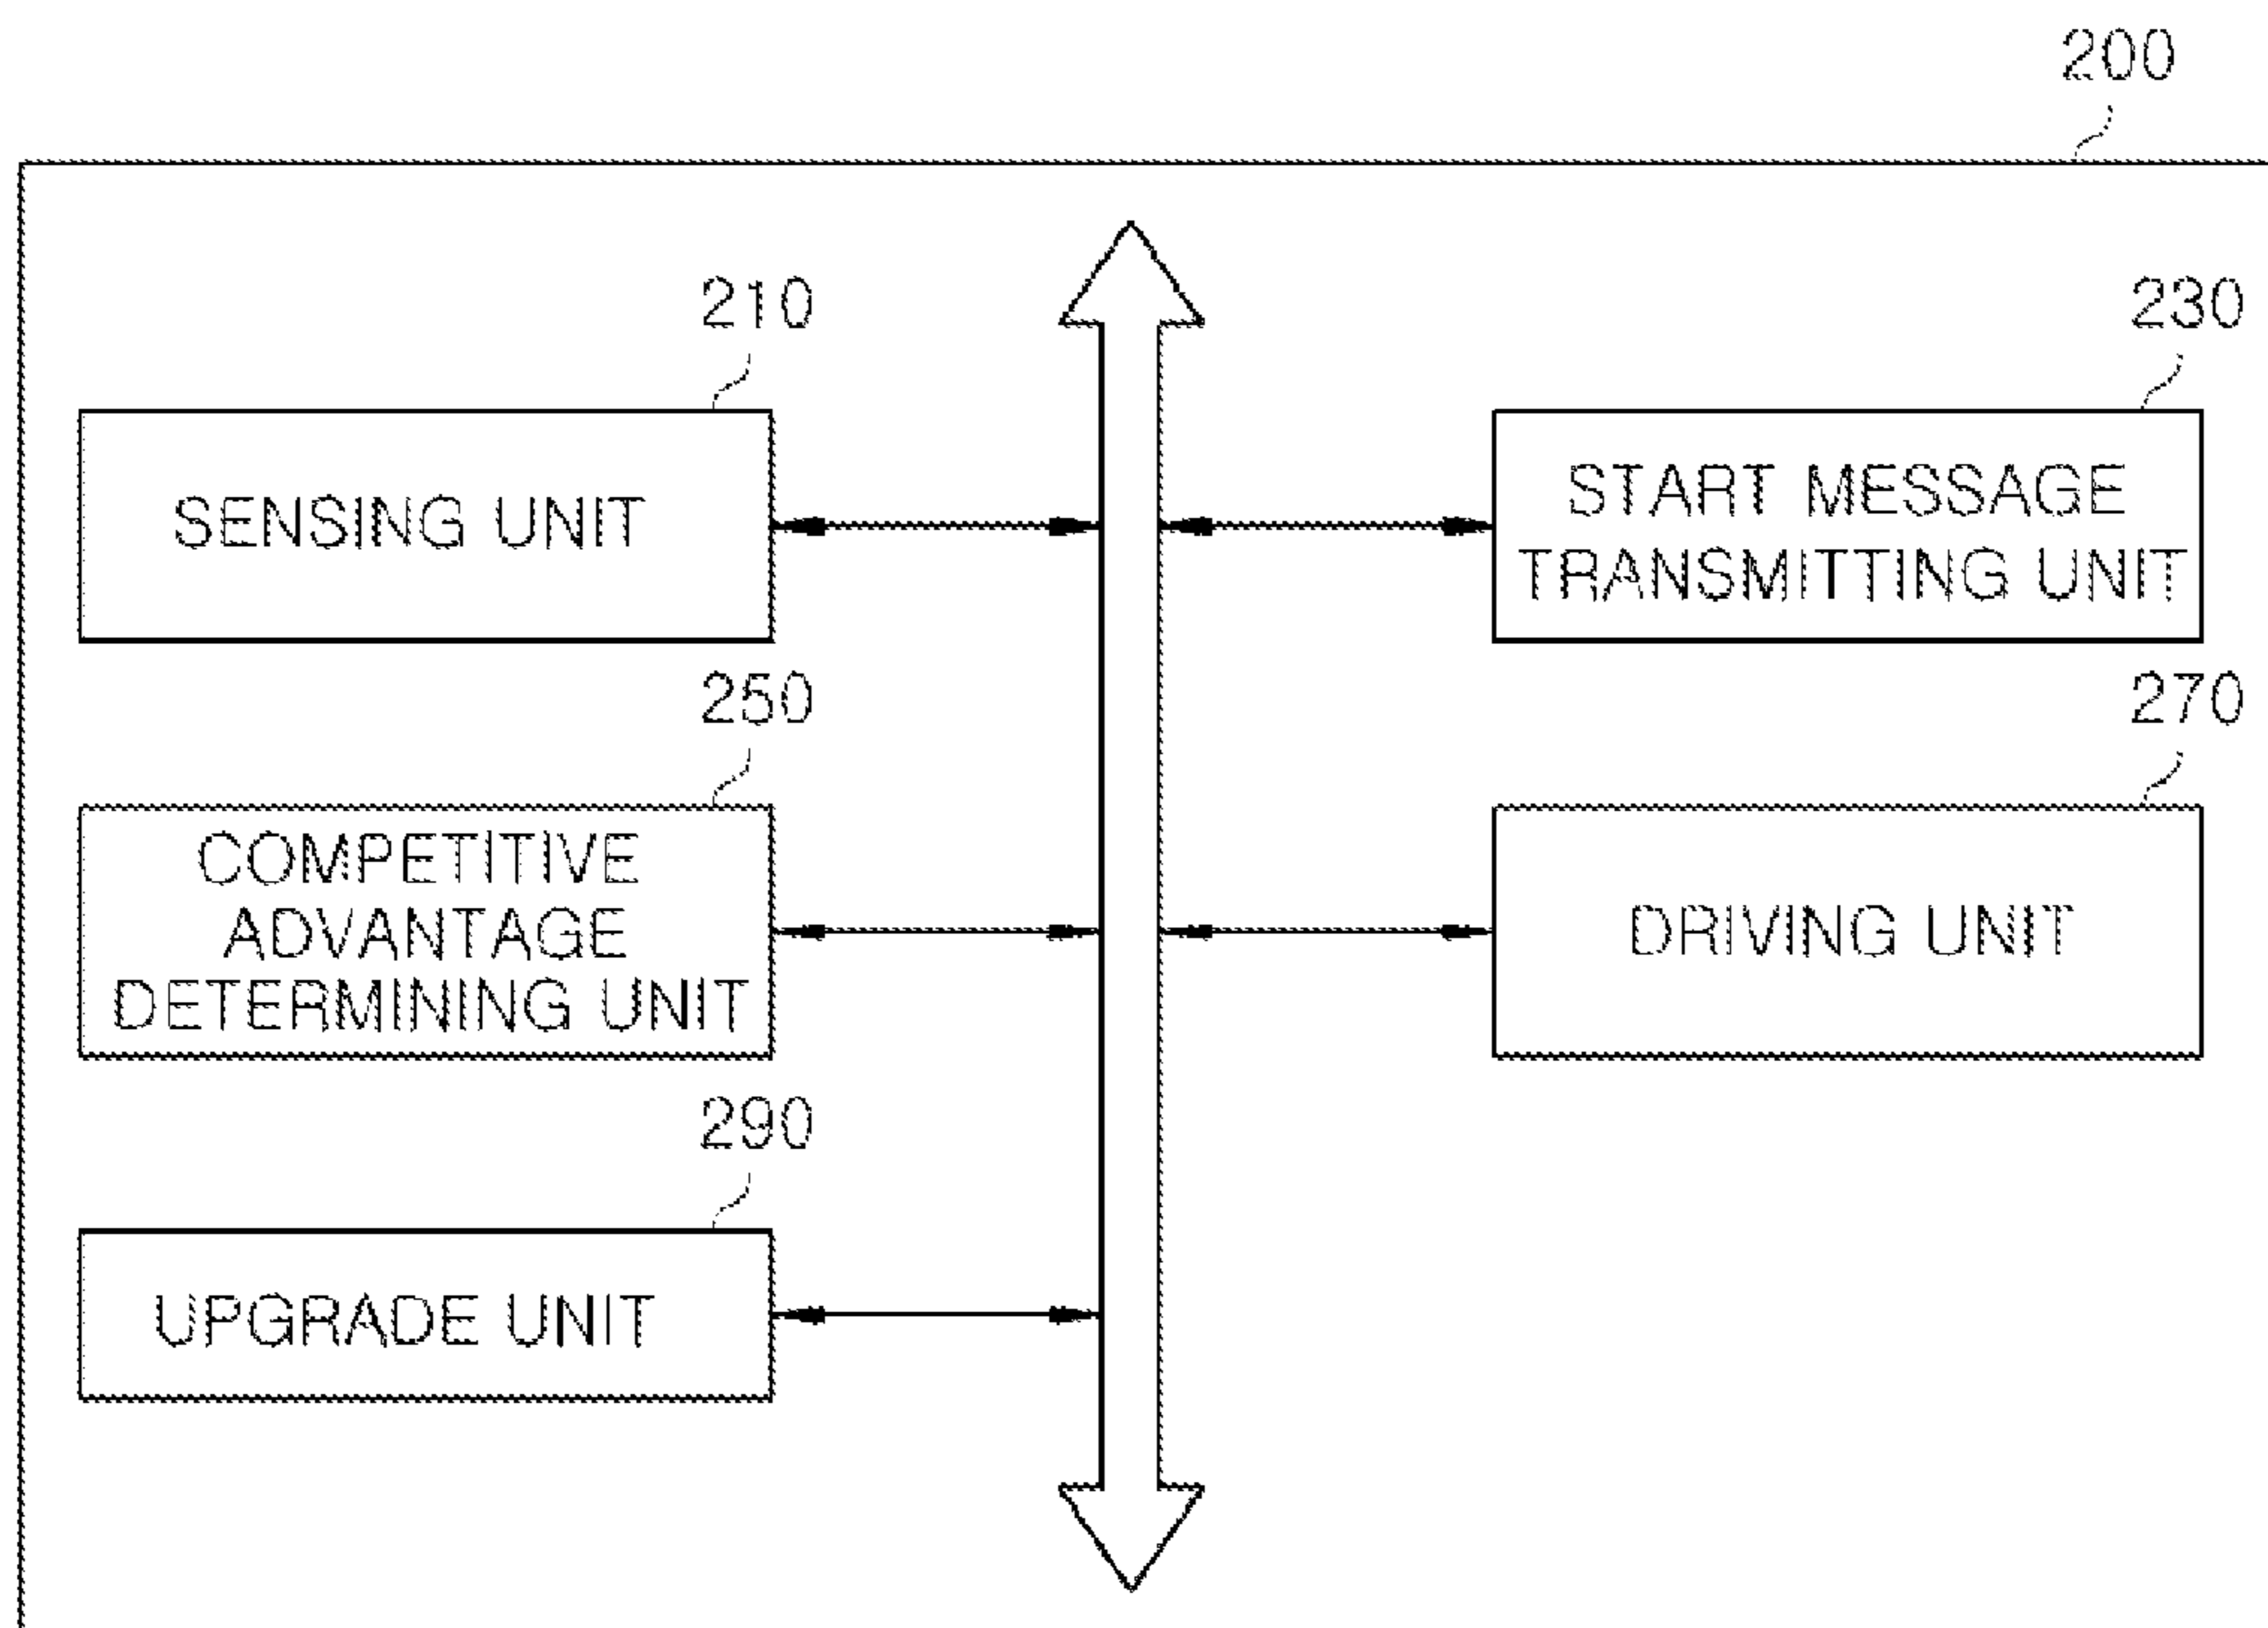 200
210
230
SENSING UNIT
START MESSAGE
TRANSMITTING UNIT
250
270
COMPETITIVE
ADVANTAGE
DETERMINING UNIT
DRIVING UNIT
290
UPGRADE UNIT